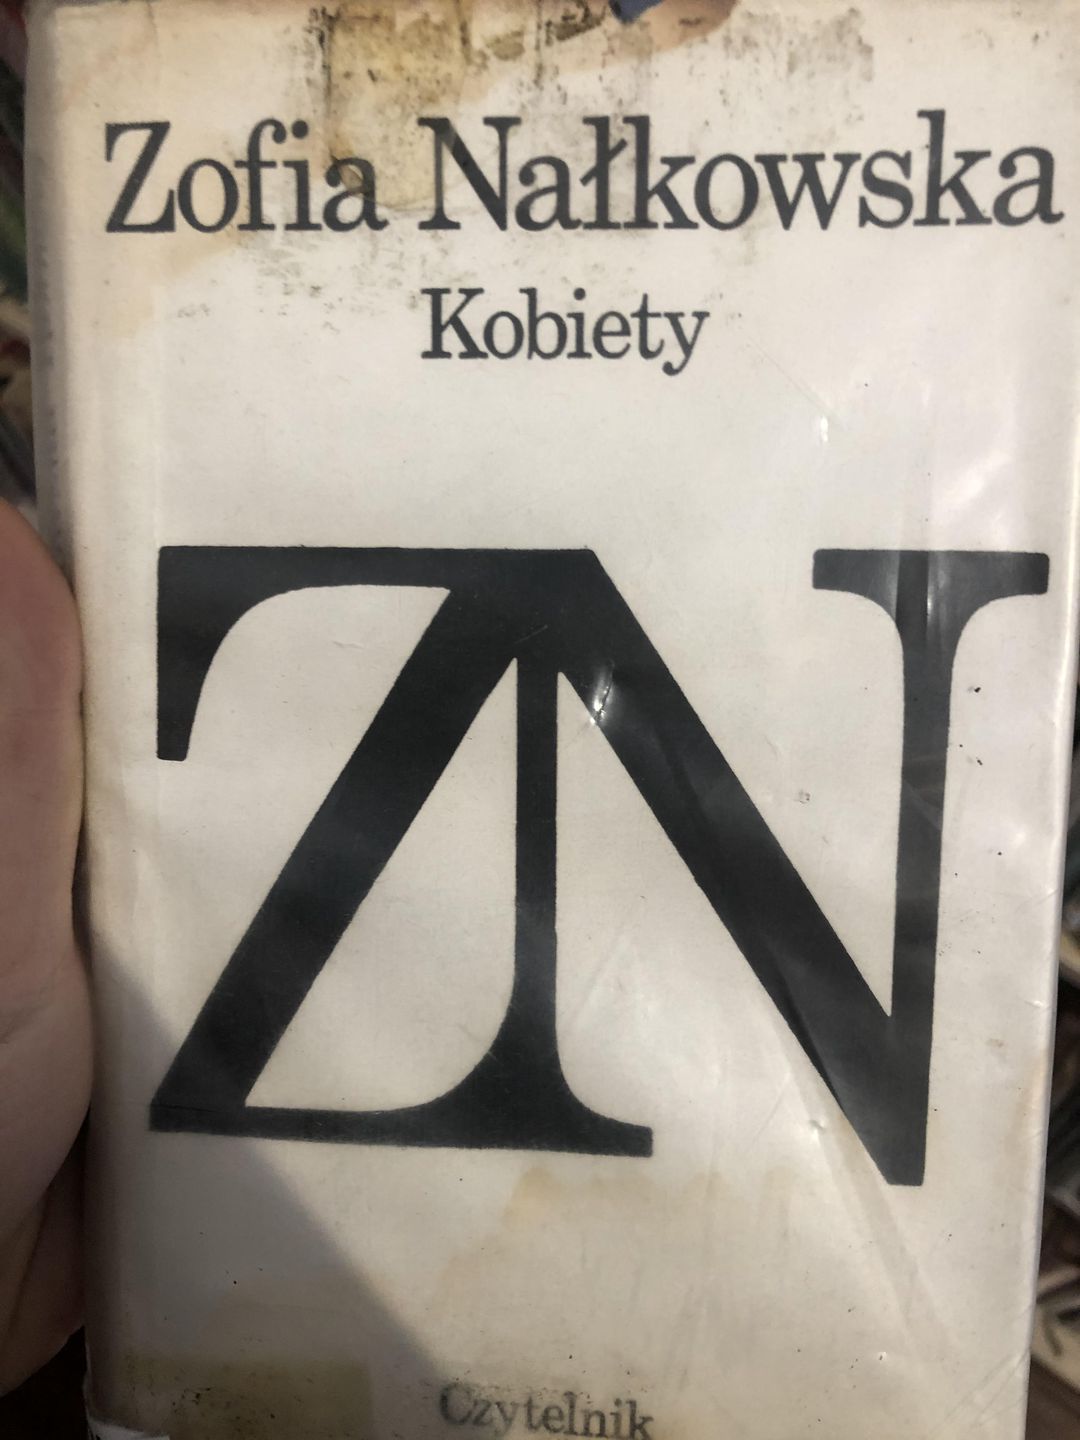 Zofia Nałkowska
Kobiety
ZN
Czytelnik